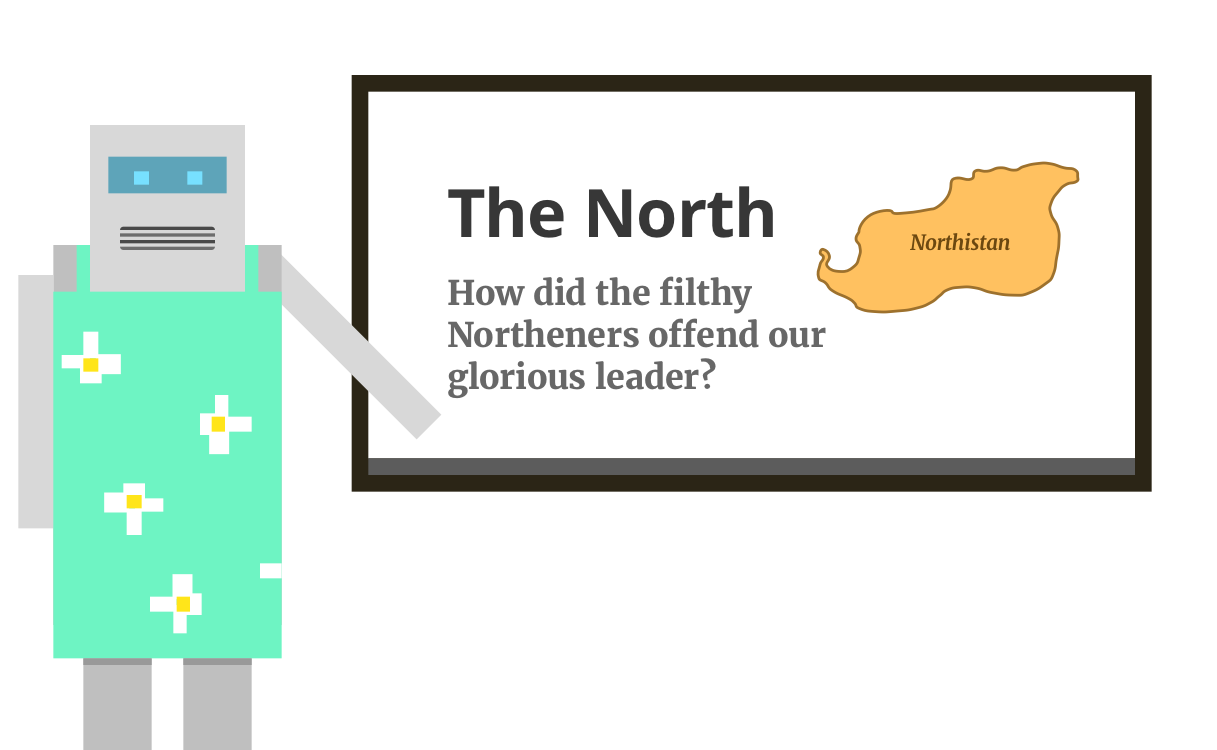 The North
How did the filthy
Northeners offend our
glorious leader?
Northistan